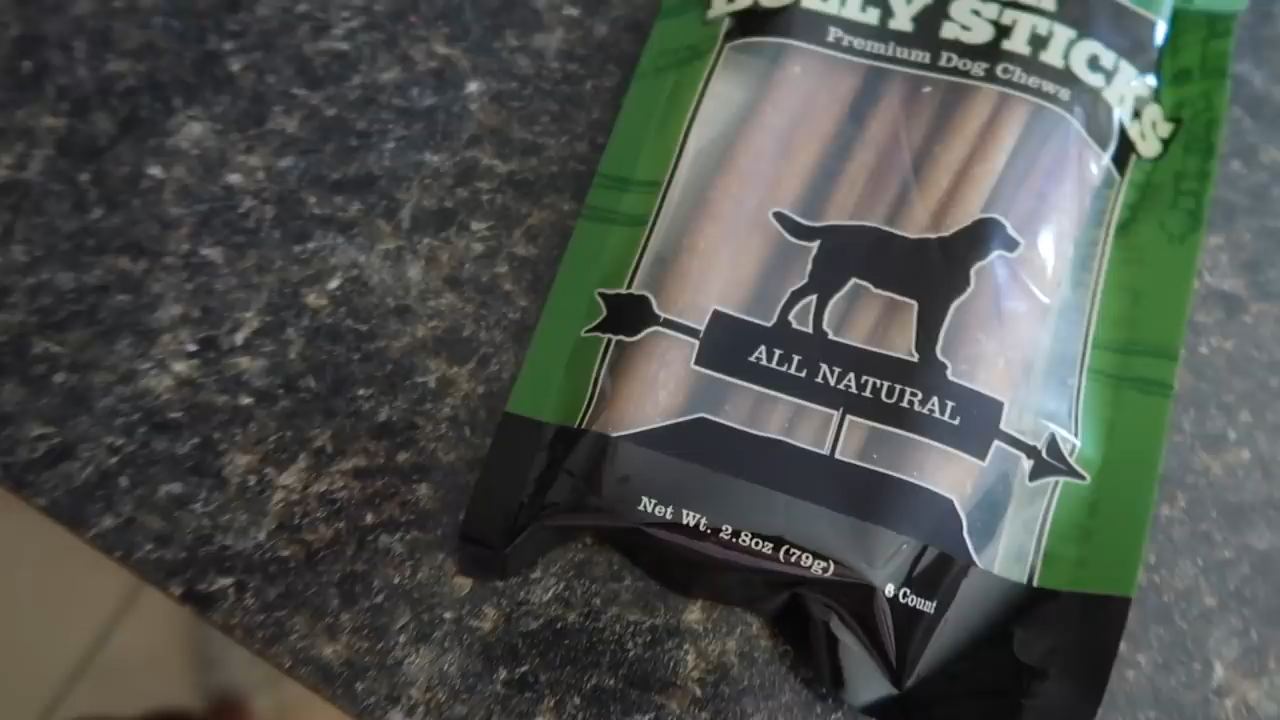 BULLY STICKS
Premium Dog Chews
ALL NATURAL
Net Wt. 2.8oz (79g)
6 Count